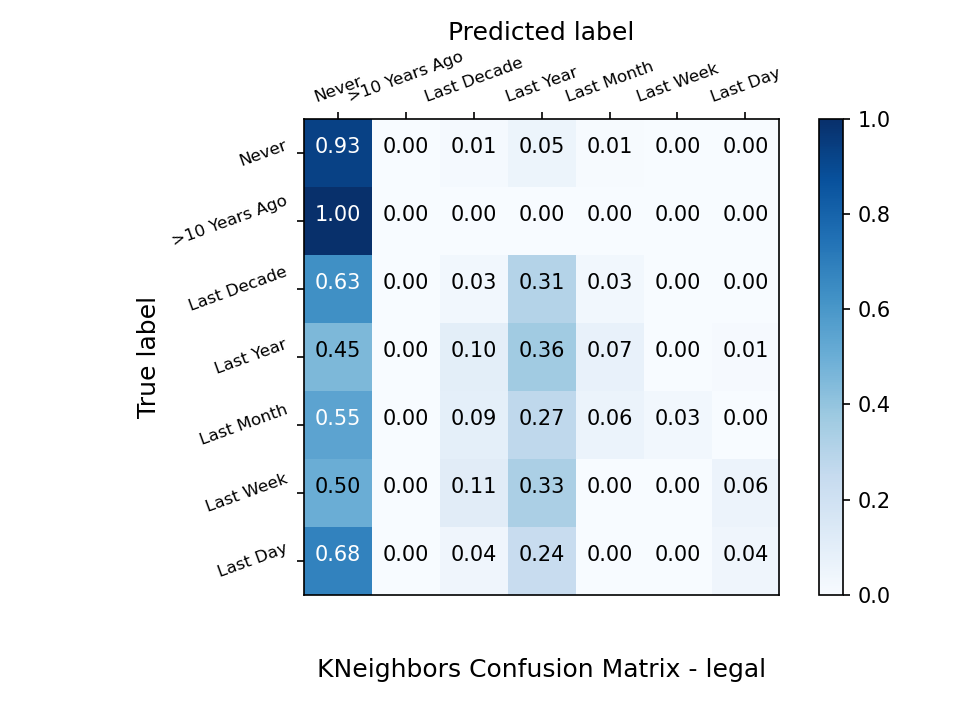 Predicted label
Never >10 Years Ago Last Decade Last Year Last Month Last Week Last Day
True label
Never 0.93 0.00 0.01 0.05 0.01 0.00 0.00
>10 Years Ago 1.00 0.00 0.00 0.00 0.00 0.00 0.00
Last Decade 0.63 0.00 0.03 0.31 0.03 0.00 0.00
Last Year 0.45 0.00 0.10 0.36 0.07 0.00 0.01
Last Month 0.55 0.00 0.09 0.27 0.06 0.03 0.00
Last Week 0.50 0.00 0.11 0.33 0.00 0.00 0.06
Last Day 0.68 0.00 0.04 0.24 0.00 0.00 0.04
1.0
0.8
0.6
0.4
0.2
0.0
KNeighbors Confusion Matrix - legal